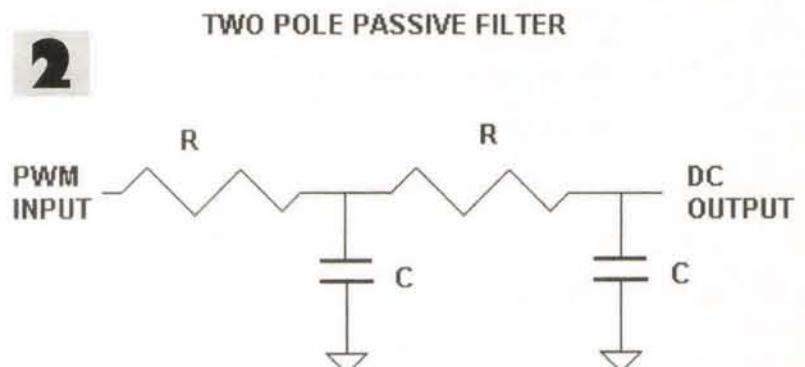 TWO POLE PASSIVE FILTER
2
R
R
PWM
INPUT
DC
OUTPUT
C
C